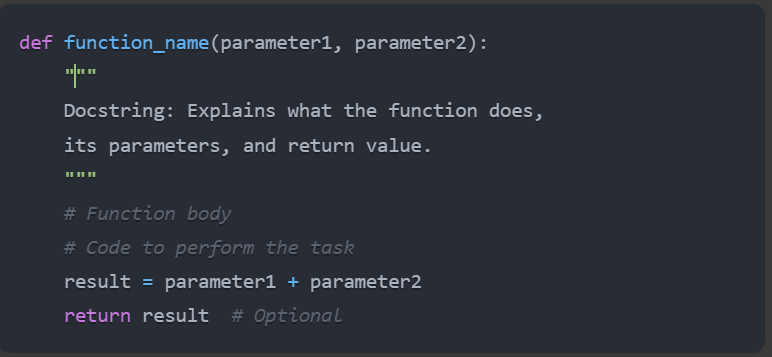 def function_name(parameter1, parameter2):
    """
    Docstring: Explains what the function does,
    its parameters, and return value.
    """
    # Function body
    # Code to perform the task
    result = parameter1 + parameter2
    return result  # Optional